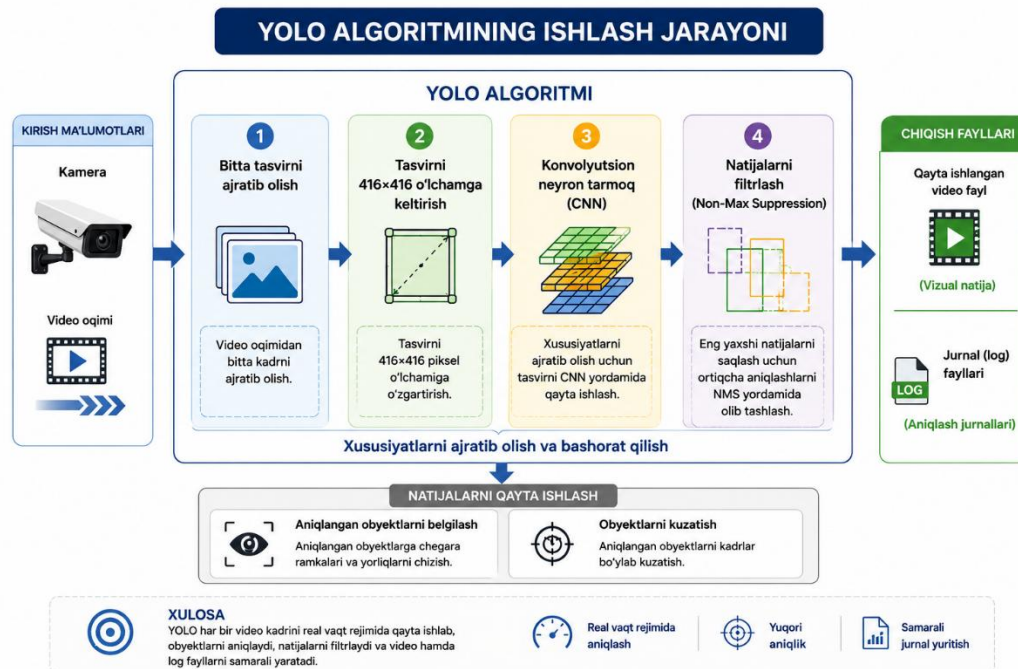 YOLO ALGORITMINING ISHLASH JARAYONI
KIRISH MA'LUMOTLARI
Kamera
Video oqimi
YOLO ALGORITMI
1
Bitta tasvirni
ajratib olish
Video oqimidan
bitta kadrni
ajratib olish.
2
Tasvirni
416×416 o'lchamga
keltirish
Tasvirni
416×416 piksel
o'lchamiga
o'zgartirish.
3
Konvolyutsion
neyron tarmoq
(CNN)
Xususiyatlarni
ajratib olish uchun
tasvirni CNN yordamida
qayta ishlash.
4
Natijalarni
filtrlash
(Non-Max Suppression)
Eng yaxshi natijalarni
saqlash uchun
ortiqcha aniqlashlarni
NMS yordamida
olib tashlash.
Xususiyatlarni ajratib olish va bashorat qilish
CHIQISH FAYLLARI
Qayta ishlangan
video fayl
(Vizual natija)
LOG
Jurnal (log)
fayllari
(Aniqlash jurnallari)
NATIJALARNI QAYTA ISHLASH
Aniqlangan obyektlarni belgilash
Aniqlangan obyektlarga chegara
ramkalari va yorliqlarni chizish.
Obyektlarni kuzatish
Aniqlangan obyektlarni kadrlar
bo'ylab kuzatish.
XULOSA
YOLO har bir video kadrini real vaqt rejimida qayta ishlab,
obyektlarni aniqlaydi, natijalarni filtrlaydi va video hamda
log fayllarni samarali yaratadi.
Real vaqt rejimida
aniqlash
Yuqori
aniqlik
Samarali
jurnal yuritish